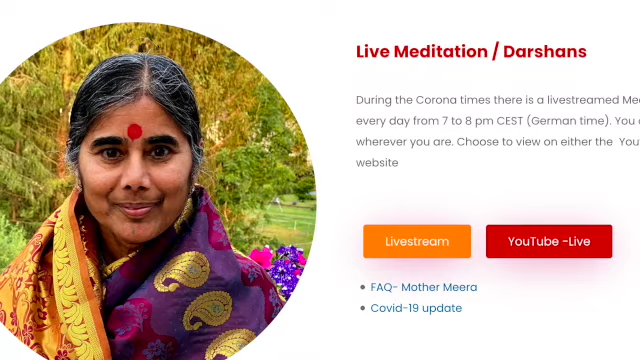 Live Meditation / Darshans
During the Corona times there is a livestreamed
every day from 7 to 8 pm CEST (German time). You
wherever you are. Choose to view on either the
website
Livestream
YouTube -Live
FAQ- Mother Meera
Covid-19 update